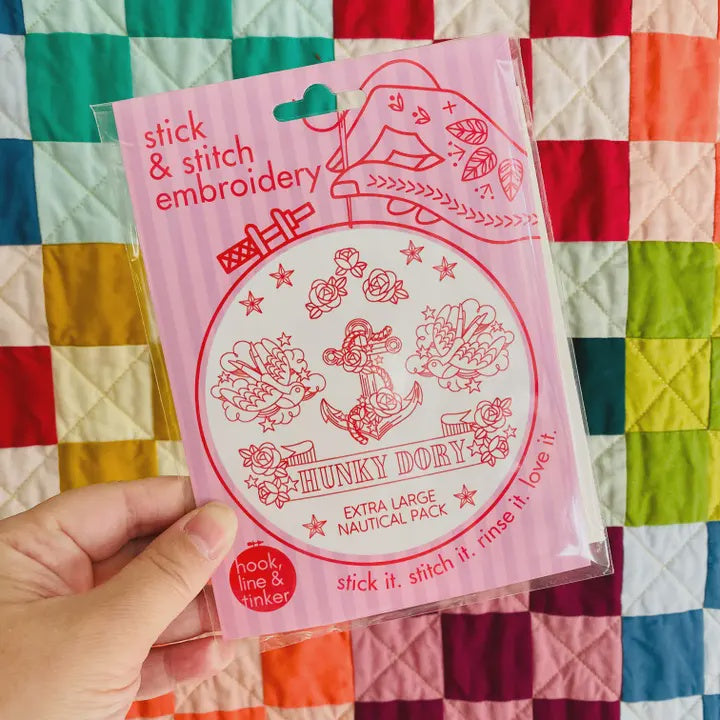 stick
& stitch
embroidery
HUNKY DORY
EXTRA LARGE
NAUTICAL PACK
stick it. stitch it. rinse it. love it.
hook,
line &
tinker